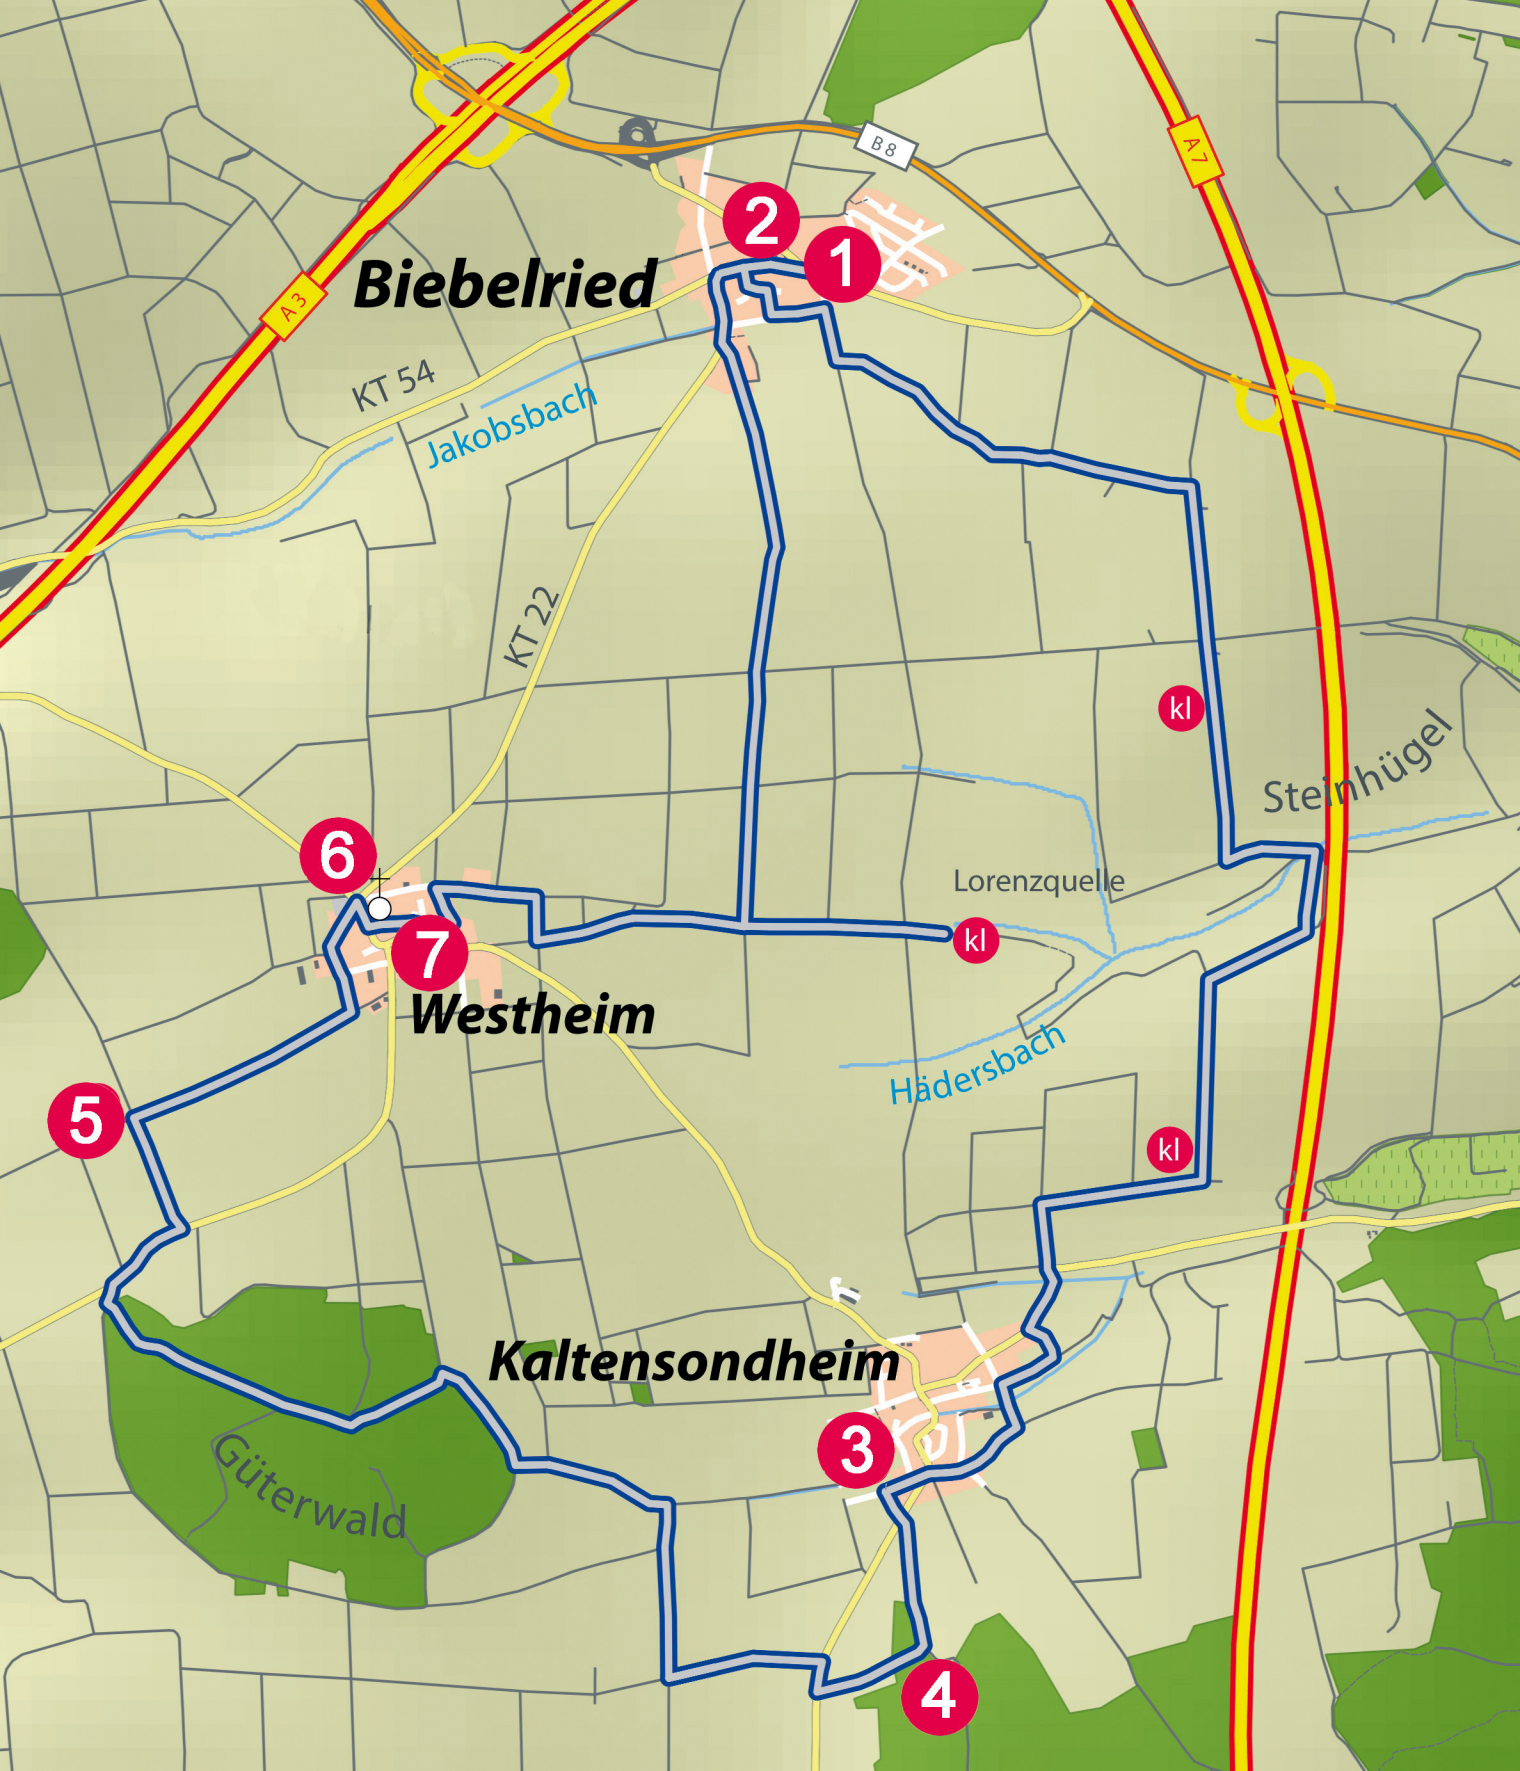 B 8
A 7
2
1
Biebelried
A 3
KT 54
Jakobsbach
KT 22
kl
Steinhügel
6
Lorenzquelle
7
kl
Westheim
Hädersbach
5
kl
Kaltensondheim
3
Güterwald
4